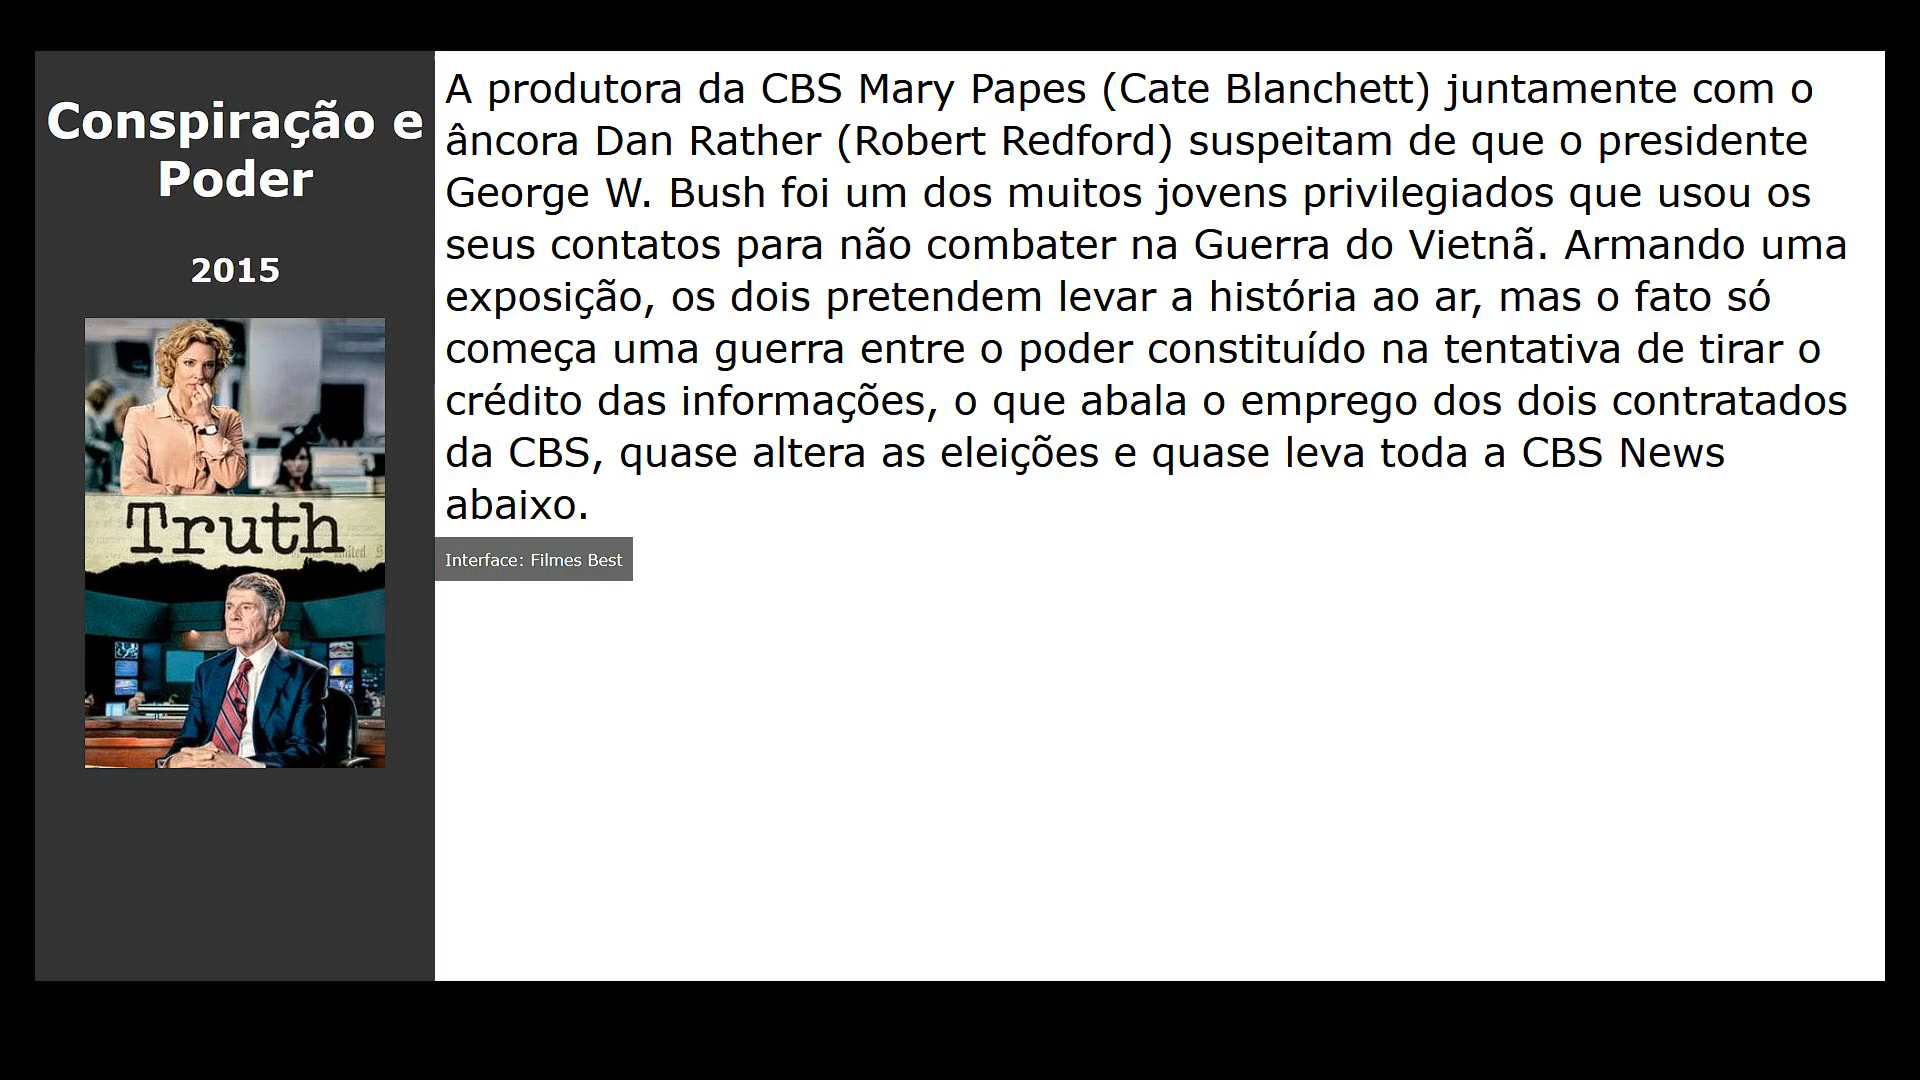 Conspiração e
Poder
2015
Truth
A produtora da CBS Mary Papes (Cate Blanchett) juntamente com o
âncora Dan Rather (Robert Redford) suspeitam de que o presidente
George W. Bush foi um dos muitos jovens privilegiados que usou os
seus contatos para não combater na Guerra do Vietnã. Armando uma
exposição, os dois pretendem levar a história ao ar, mas o fato só
começa uma guerra entre o poder constituído na tentativa de tirar o
crédito das informações, o que abala o emprego dos dois contratados
da CBS, quase altera as eleições e quase leva toda a CBS News
abaixo.
Interface: Filmes Best